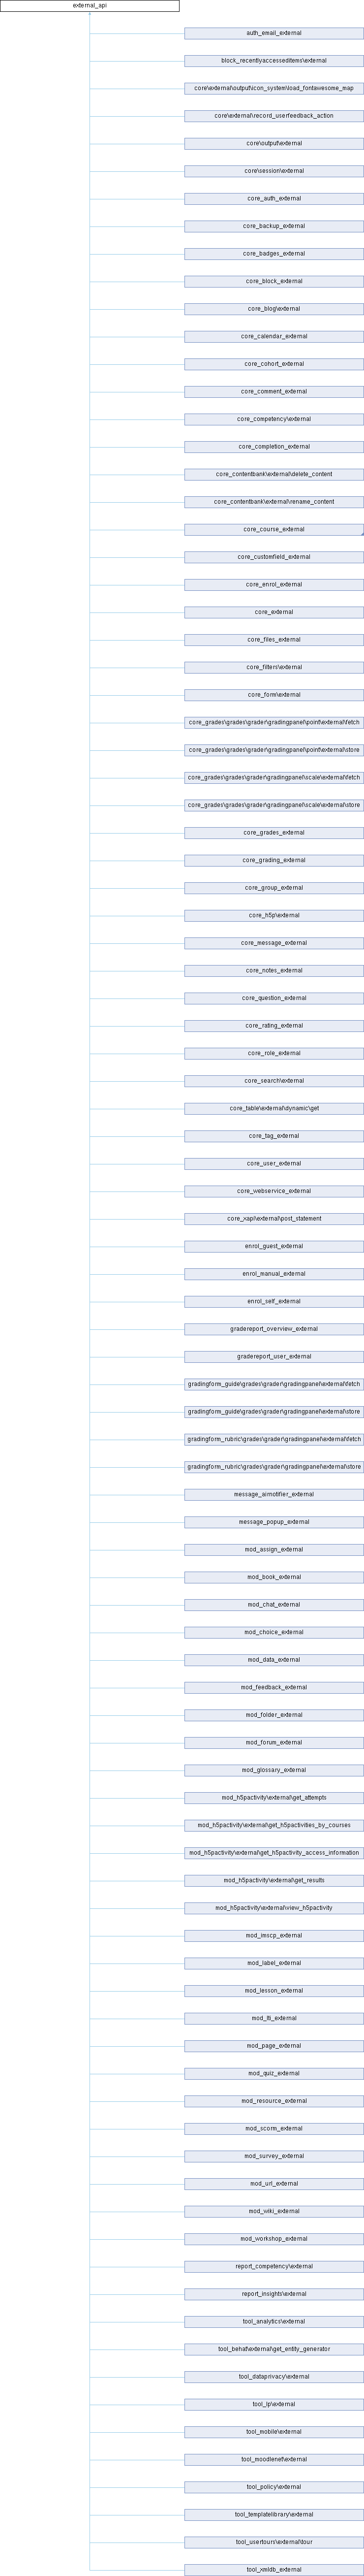 external_api
auth_email_external
block_recentlyaccesseditems\external
core\external\output\icon_system\load_fontawesome_map
core\external\record_userfeedback_action
core\output\external
core\session\external
core_auth_external
core_backup_external
core_badges_external
core_block_external
core_blog\external
core_calendar_external
core_cohort_external
core_comment_external
core_competency\external
core_completion_external
core_contentbank\external\delete_content
core_contentbank\external\rename_content
core_course_external
core_customfield_external
core_enrol_external
core_external
core_files_external
core_filters\external
core_form\external
core_grades\grades\grader\gradingpanel\point\external\fetch
core_grades\grades\grader\gradingpanel\point\external\store
core_grades\grades\grader\gradingpanel\scale\external\fetch
core_grades\grades\grader\gradingpanel\scale\external\store
core_grades_external
core_grading_external
core_group_external
core_h5p\external
core_message_external
core_notes_external
core_question_external
core_rating_external
core_role_external
core_search\external
core_table\external\dynamic\get
core_tag_external
core_user_external
core_webservice_external
core_xapi\external\post_statement
enrol_guest_external
enrol_manual_external
enrol_self_external
gradereport_overview_external
gradereport_user_external
gradingform_guide\grades\grader\gradingpanel\external\fetch
gradingform_guide\grades\grader\gradingpanel\external\store
gradingform_rubric\grades\grader\gradingpanel\external\fetch
gradingform_rubric\grades\grader\gradingpanel\external\store
message_airnotifier_external
message_popup_external
mod_assign_external
mod_book_external
mod_chat_external
mod_choice_external
mod_data_external
mod_feedback_external
mod_folder_external
mod_forum_external
mod_glossary_external
mod_h5pactivity\external\get_attempts
mod_h5pactivity\external\get_h5pactivities_by_courses
mod_h5pactivity\external\get_h5pactivity_access_information
mod_h5pactivity\external\get_results
mod_h5pactivity\external\view_h5pactivity
mod_imscp_external
mod_label_external
mod_lesson_external
mod_lti_external
mod_page_external
mod_quiz_external
mod_resource_external
mod_scorm_external
mod_survey_external
mod_url_external
mod_wiki_external
mod_workshop_external
report_competency\external
report_insights\external
tool_analytics\external
tool_behat\external\get_entity_generator
tool_dataprivacy\external
tool_lp\external
tool_mobile\external
tool_moodlenet\external
tool_policy\external
tool_templatelibrary\external
tool_usertours\external\tour
tool_xmldb_external